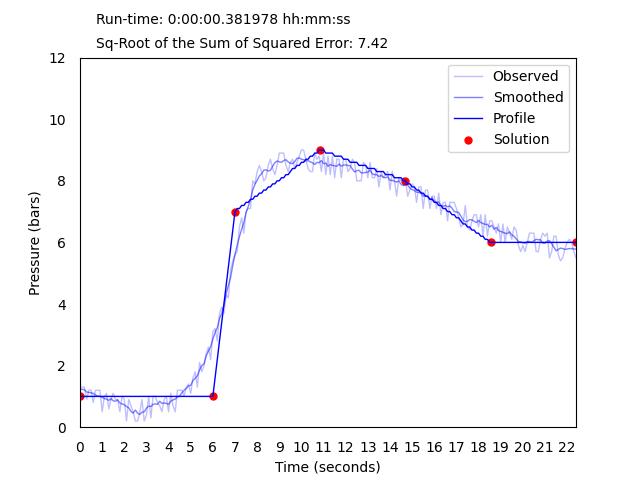 Run-time: 0:00:00.381978 hh:mm:ss
Sq-Root of the Sum of Squared Error: 7.42
12
10
8
6
4
2
0
Pressure (bars)
Observed
Smoothed
Profile
Solution
0 1 2 3 4 5 6 7 8 9 10 11 12 13 14 15 16 17 18 19 20 21 22
Time (seconds)